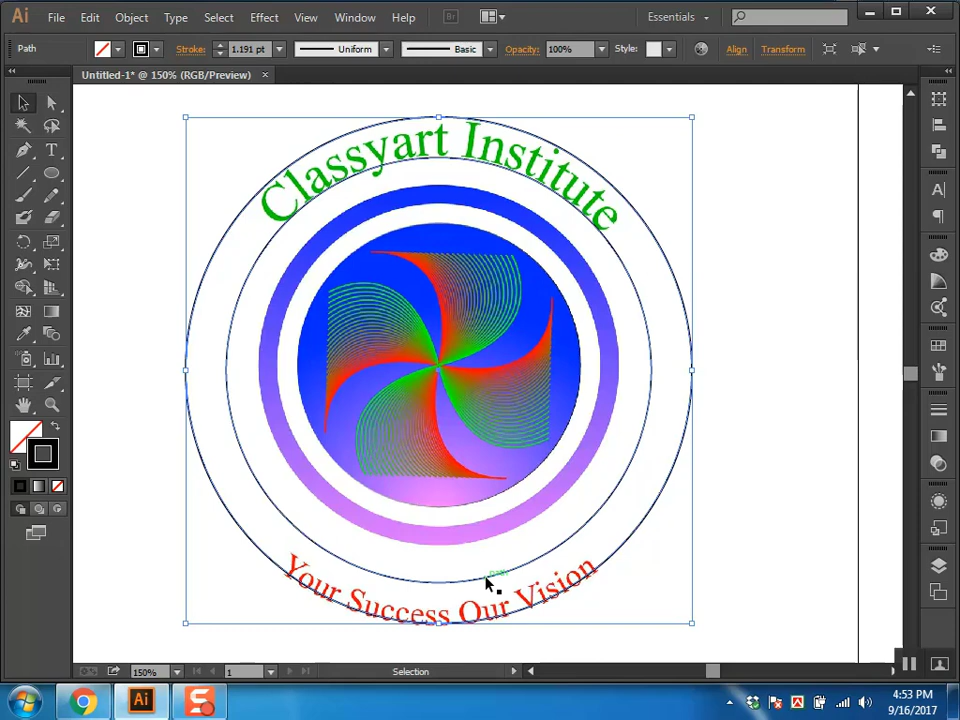 Ai File Edit Object Type Select Effect View Window Help Br Essentials
Path Stroke: 1.191 pt Uniform Basic Opacity: 100% Style: Align Transform
Untitled-1* @ 150% (RGB/Preview) ×
Classyart Institute
Your Success Our Vision
150% 1 Selection
Ai S 4:53 PM
9/16/2017